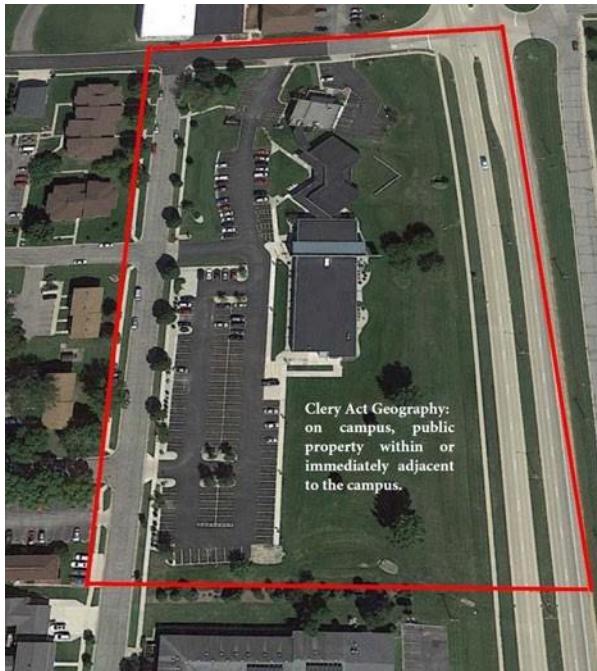 Clery Act Geography:
on campus, public
property within or
immediately adjacent
to the campus.